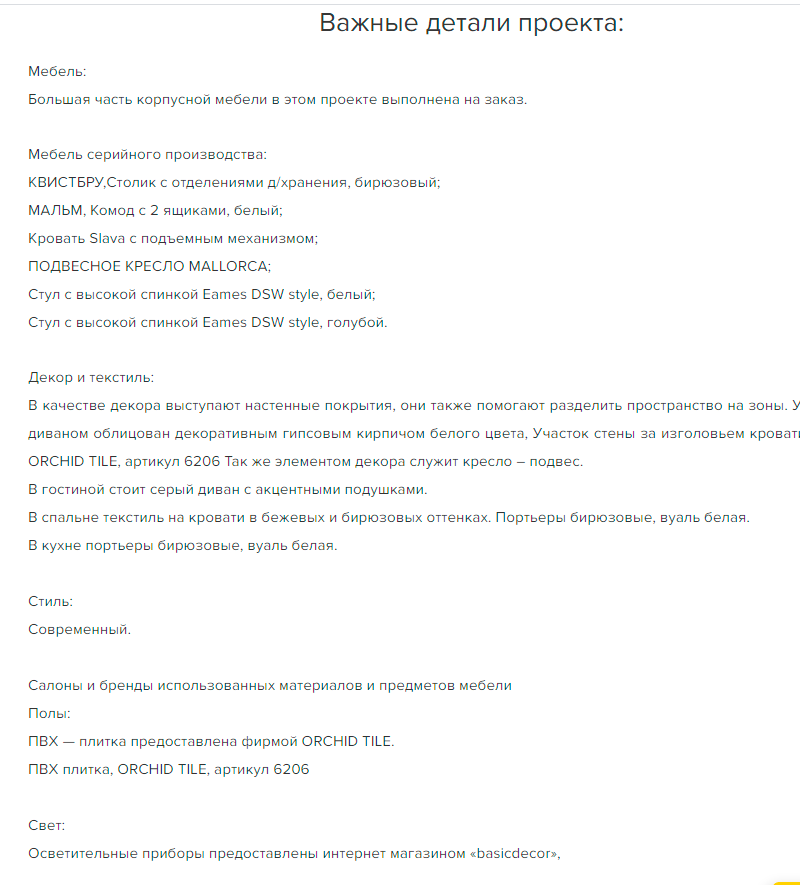 Важные детали проекта:
Мебель:
Большая часть корпусной мебели в этом проекте выполнена на заказ.
Мебель серийного производства:
КВИСТБРУ,Столик с отделениями д/хранения, бирюзовый;
МАЛЬМ, Комод с 2 ящиками, белый;
Кровать Slava с подъемным механизмом;
ПОДВЕСНОЕ КРЕСЛО MALLORCA;
Стул с высокой спинкой Eames DSW style, белый;
Стул с высокой спинкой Eames DSW style, голубой.
Декор и текстиль:
В качестве декора выступают настенные покрытия, они также помогают разделить пространство на зоны.
диваном облицован декоративным гипсовым кирпичом белого цвета, Участок стены за изголовьем
ORCHID TILE, артикул 6206 Так же элементом декора служит кресло – подвес.
В гостиной стоит серый диван с акцентными подушками.
В спальне текстиль на кровати в бежевых и бирюзовых оттенках. Портьеры бирюзовые, вуаль белая.
В кухне портьеры бирюзовые, вуаль белая.
Стиль:
Современный.
Салоны и бренды использованных материалов и предметов мебели
Полы:
ПВХ — плитка предоставлена фирмой ORCHID TILE.
ПВХ плитка, ORCHID TILE, артикул 6206
Свет:
Осветительные приборы предоставлены интернет магазином «basicdecor»,